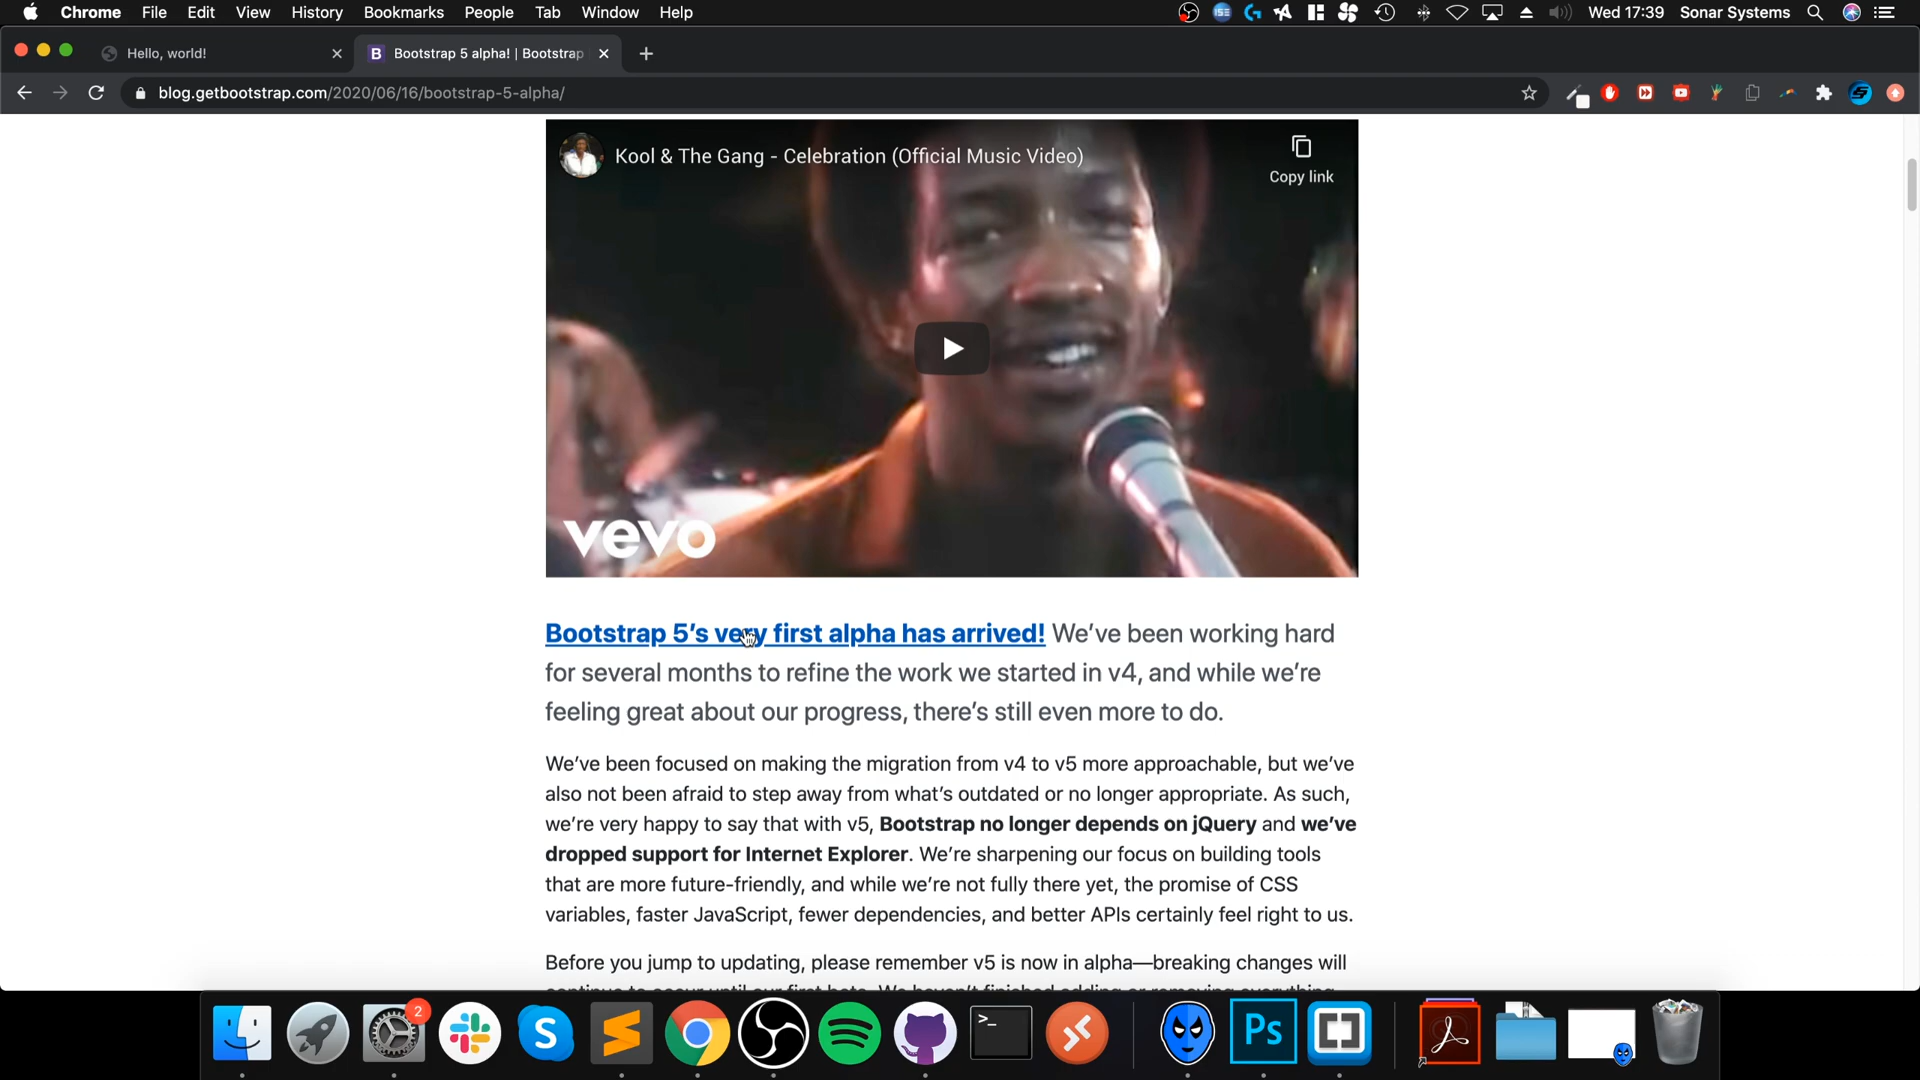 Chrome File Edit View History Bookmarks People Tab Window Help Wed 17:39 Sonar Systems
Hello, world!
Bootstrap 5 alpha! | Bootstrap
blog.getbootstrap.com/2020/06/16/bootstrap-5-alpha/
Kool & The Gang - Celebration (Official Music Video)
Copy link
vevo
Bootstrap 5’s very first alpha has arrived! We’ve been working hard
for several months to refine the work we started in v4, and while we’re
feeling great about our progress, there’s still even more to do.
We’ve been focused on making the migration from v4 to v5 more approachable, but we’ve
also not been afraid to step away from what’s outdated or no longer appropriate. As such,
we’re very happy to say that with v5, Bootstrap no longer depends on jQuery and we’ve
dropped support for Internet Explorer. We’re sharpening our focus on building tools
that are more future-friendly, and while we’re not fully there yet, the promise of CSS
variables, faster JavaScript, fewer dependencies, and better APIs certainly feel right to us.
Before you jump to updating, please remember v5 is now in alpha—breaking changes will
2
Ps